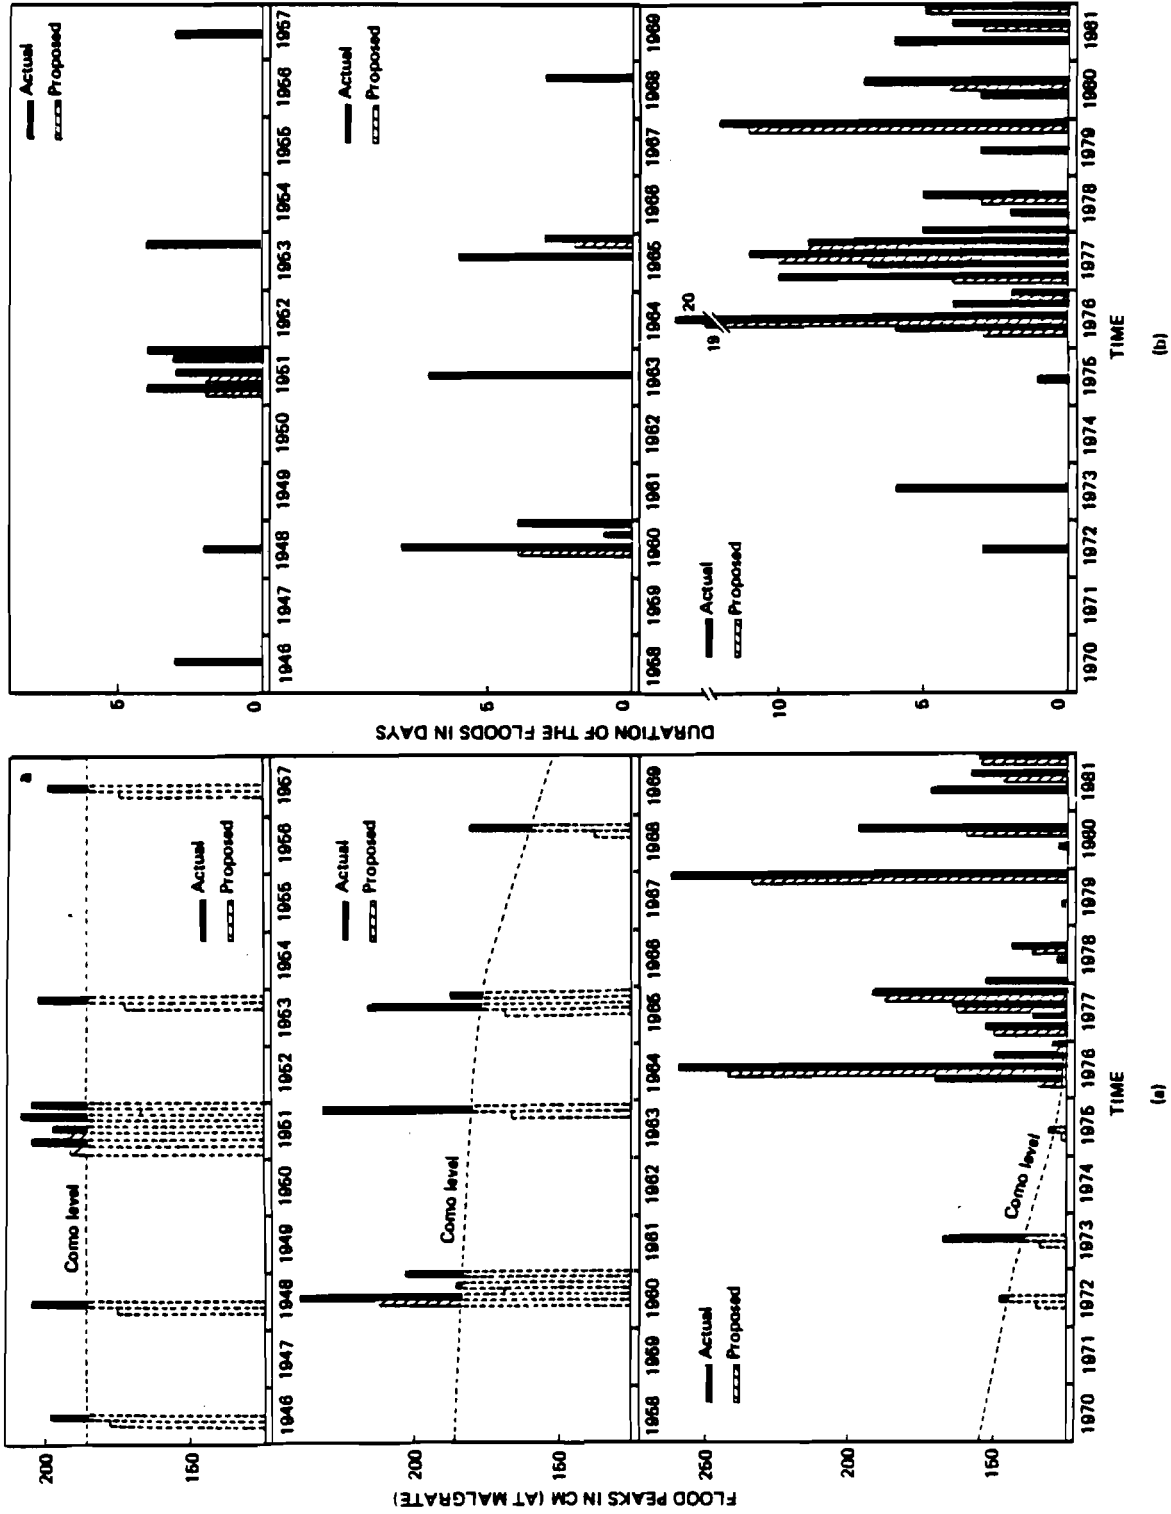 a
Actual
Proposed
Como level
200
150
1946 1947 1948 1949 1950 1951 1952 1953 1954 1955 1956 1957
Actual
Proposed
Como level
200
150
1958 1959 1960 1961 1962 1963 1964 1965 1966 1967 1968 1969
Actual
Proposed
Como level
250
200
150
1970 1971 1972 1973 1974 1975 1976 1977 1978 1979 1980 1981
FLOOD PEAKS IN CM (AT MALGRATE)
TIME
(a)
Actual
Proposed
5
0
1946 1947 1948 1949 1950 1951 1952 1953 1954 1955 1956 1957
Actual
Proposed
5
0
1958 1959 1960 1961 1962 1963 1964 1965 1966 1967 1968 1969
Actual
Proposed
19
20
10
5
0
1970 1971 1972 1973 1974 1975 1976 1977 1978 1979 1980 1981
DURATION OF THE FLOODS IN DAYS
TIME
(b)